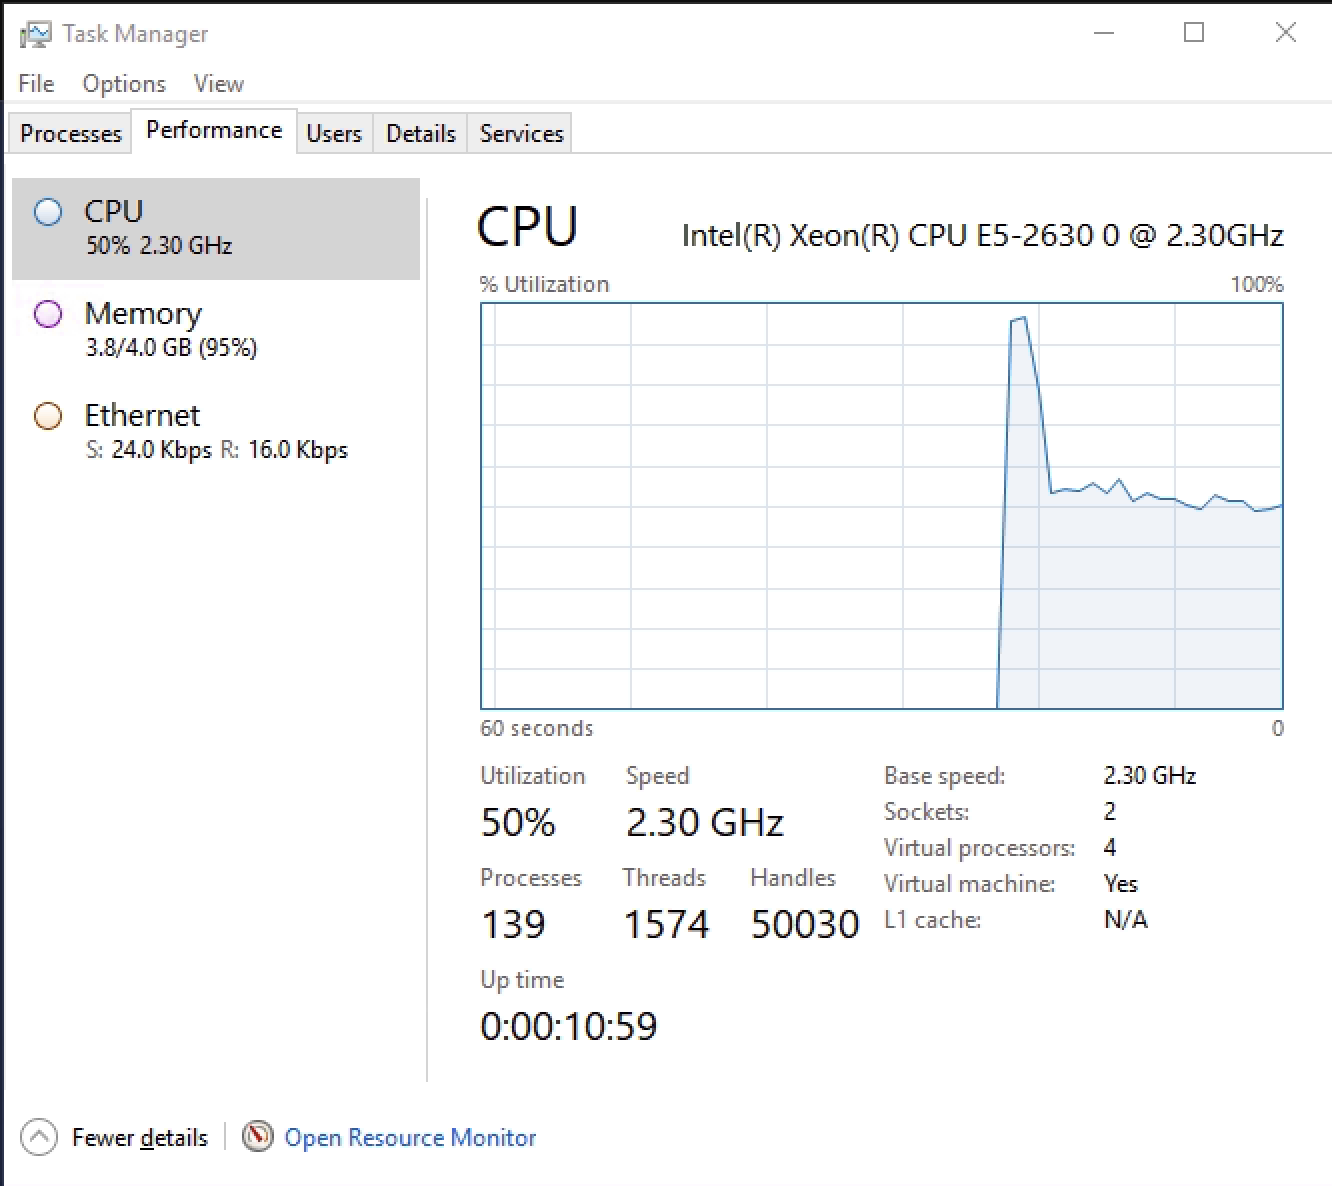 Task Manager
File Options View
Processes Performance Users Details Services
CPU
50% 2.30 GHz
Memory
3.8/4.0 GB (95%)
Ethernet
S: 24.0 Kbps R: 16.0 Kbps
CPU Intel(R) Xeon(R) CPU E5-2630 0 @ 2.30GHz
% Utilization 100%
60 seconds 0
Utilization Speed
50% 2.30 GHz
Processes Threads Handles
139 1574 50030
Up time
0:00:10:59
Base speed: 2.30 GHz
Sockets: 2
Virtual processors: 4
Virtual machine: Yes
L1 cache: N/A
Fewer details Open Resource Monitor